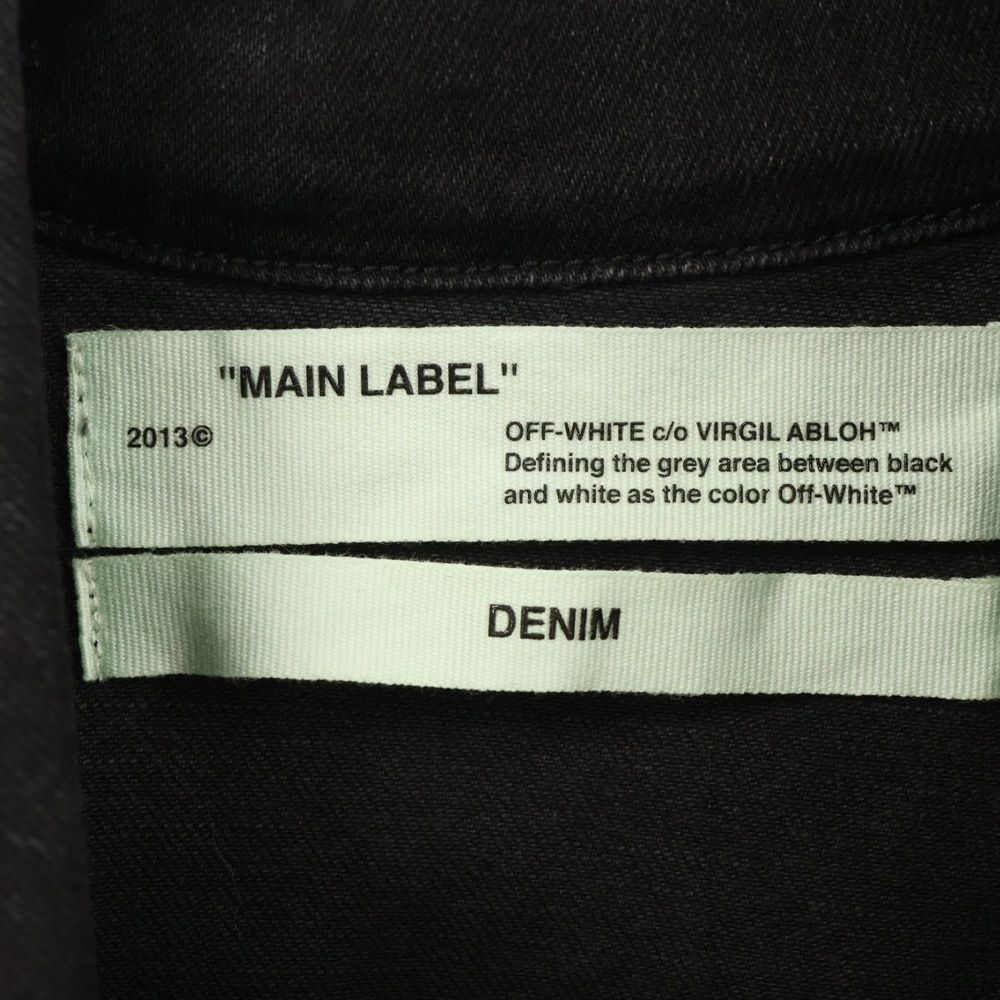 "MAIN LABEL"
2013©
OFF-WHITE c/o VIRGIL ABLOH™
Defining the grey area between black
and white as the color Off-White™
DENIM